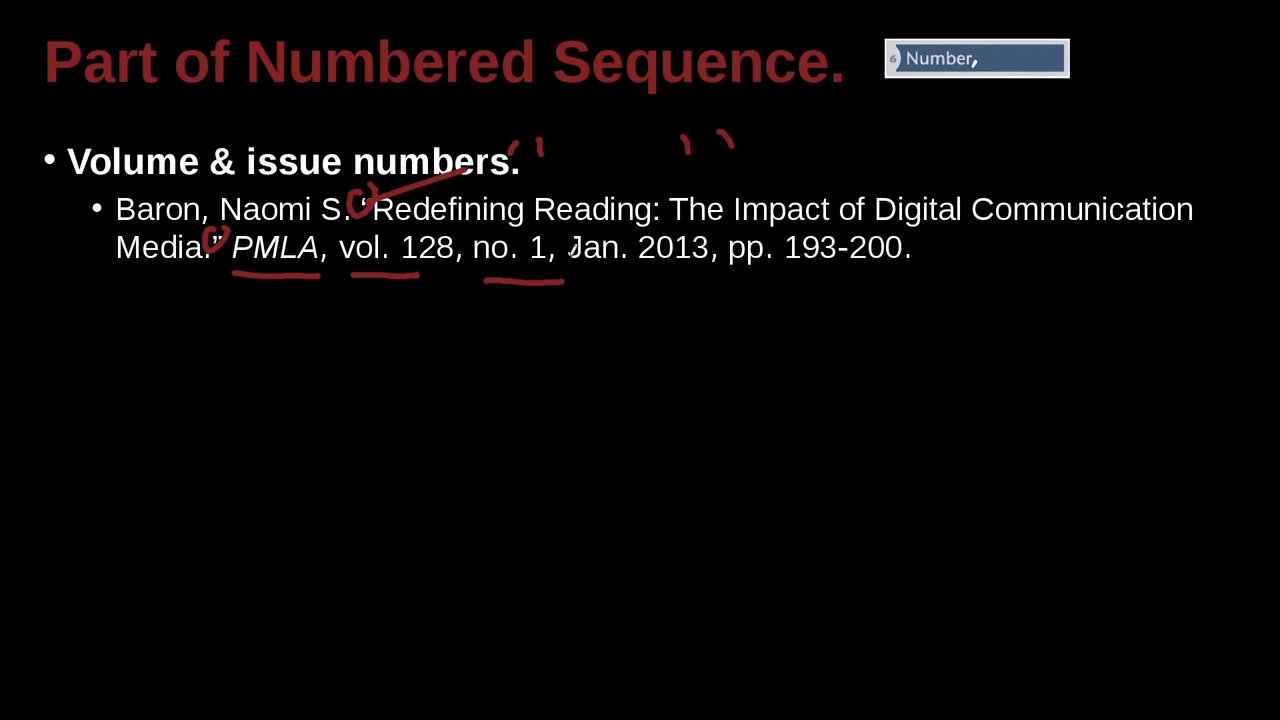 Part of Numbered Sequence.
6 Number,
• Volume & issue numbers.
• Baron, Naomi S. “Redefining Reading: The Impact of Digital Communication
Media.” PMLA, vol. 128, no. 1, Jan. 2013, pp. 193-200.